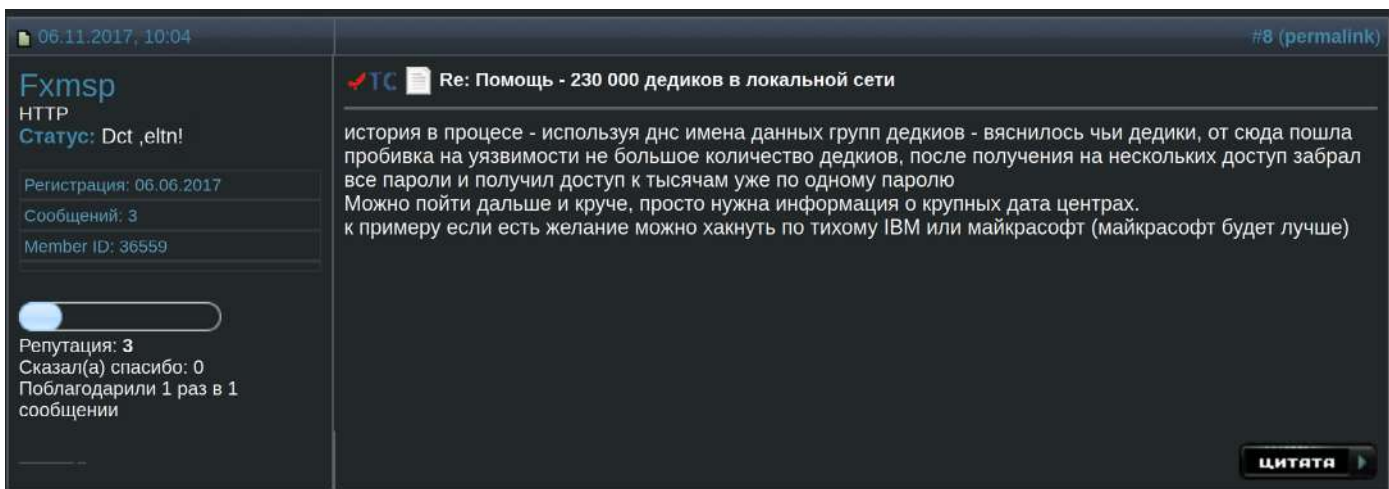 06.11.2017, 10:04
#8 (permalink)
Fxmsp
HTTP
Статус: Dct ,eltn!
Регистрация: 06.06.2017
Сообщений: 3
Member ID: 36559
Репутация: 3
Сказал(а) спасибо: 0
Поблагодарили 1 раз в 1
сообщении
ТС Re: Помощь - 230 000 дедиков в локальной сети
история в процесе - используя днс имена данных групп дедкиов - вяснилось чьи дедики, от сюда пошла
пробивка на уязвимости не большое количество дедкиов, после получения на нескольких доступ забрал
все пароли и получил доступ к тысячам уже по одному паролю
Можно пойти дальше и круче, просто нужна информация о крупных дата центрах.
к примеру если есть желание можно хакнуть по тихому IBM или майкрасофт (майкрасофт будет лучше)
цитата